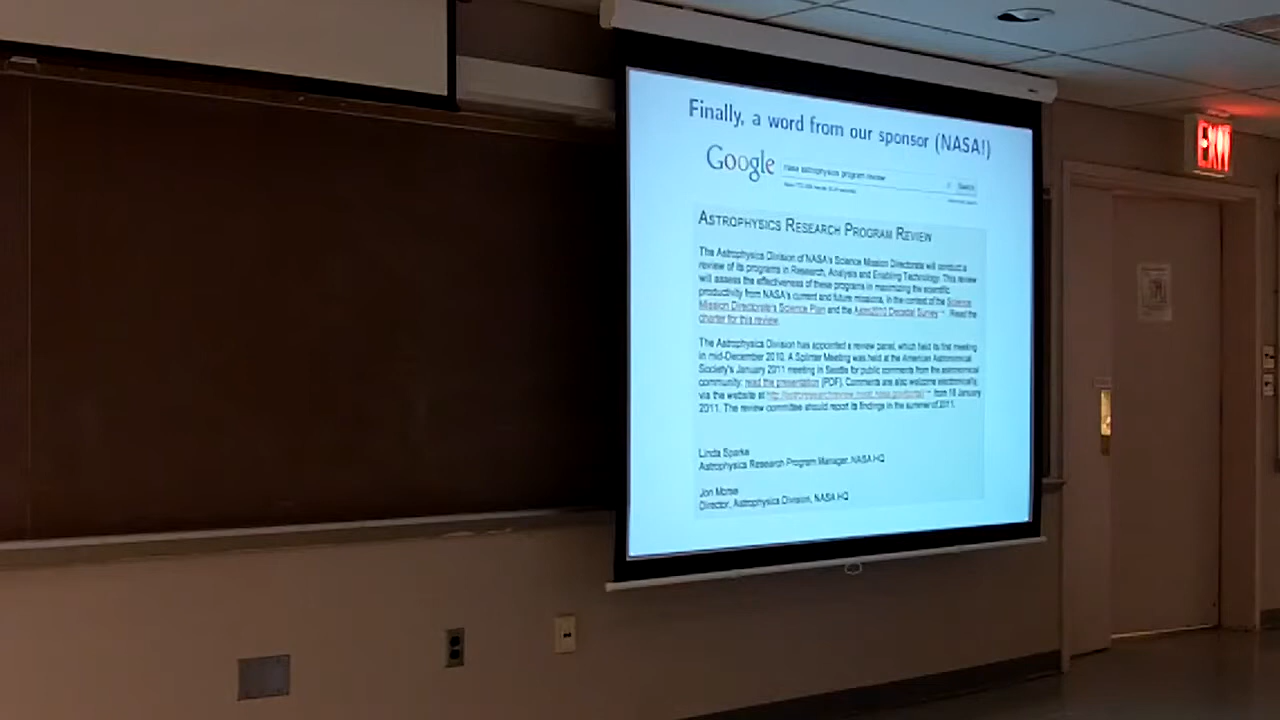 Finally, a word from our sponsor (NASA!)
Google
nasa astrophysics program review
Search
ASTROPHYSICS RESEARCH PROGRAM REVIEW
The Astrophysics Division of NASA's Science Mission Directorate will conduct a
review of its programs in Research, Analysis and Enabling Technology. This review
will assess the effectiveness of these programs in maximizing the scientific
productivity from NASA's current and future missions, in the context of the Science
Mission Directorate's Science Plan and the Astro2010 Decadal Survey. Read the
charter for this review.
The Astrophysics Division has appointed a review panel, which held its first meeting
in mid-December 2010. A Splinter Meeting was held at the American Astronomical
Society's January 2011 meeting in Seattle for public comments from the astronomical
community: read the presentation (PDF). Comments are also welcome electronically,
via the website at from 18 January
2011. The review committee should report its findings in the summer of 2011.
Linda Sparke
Astrophysics Research Program Manager, NASA HQ
Jon Morse
Director, Astrophysics Division, NASA HQ
EXIT